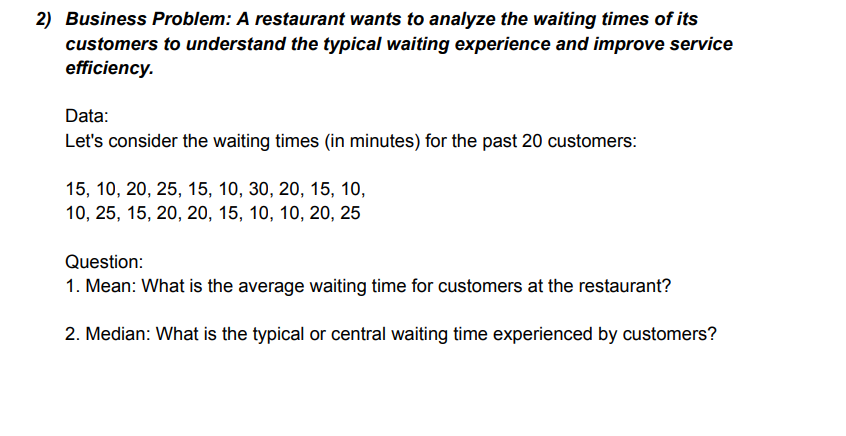 2) Business Problem: A restaurant wants to analyze the waiting times of its
customers to understand the typical waiting experience and improve service
efficiency.
Data:
Let's consider the waiting times (in minutes) for the past 20 customers:
15, 10, 20, 25, 15, 10, 30, 20, 15, 10,
10, 25, 15, 20, 20, 15, 10, 10, 20, 25
Question:
1. Mean: What is the average waiting time for customers at the restaurant?
2. Median: What is the typical or central waiting time experienced by customers?